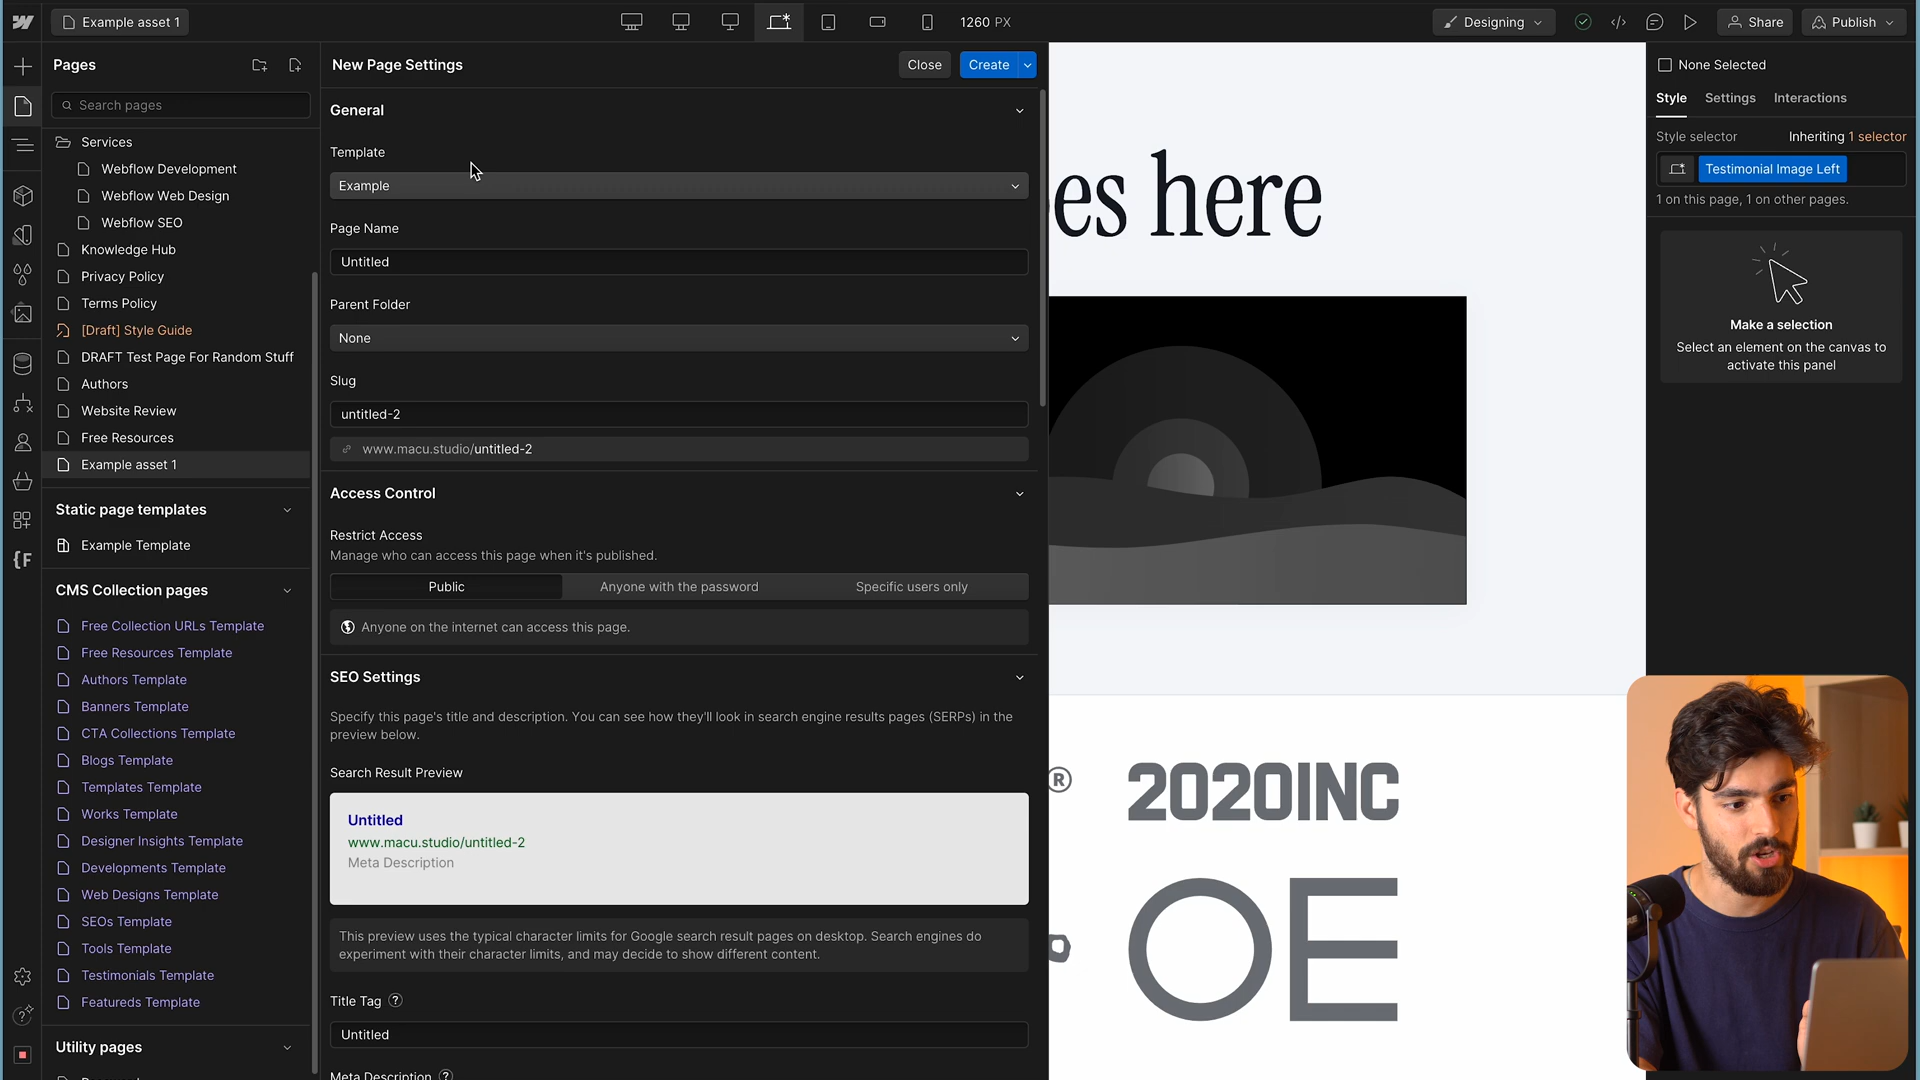 Example asset 1
1260 PX
Designing
Share
Publish
Pages
Search pages
Services
Webflow Development
Webflow Web Design
Webflow SEO
Knowledge Hub
Privacy Policy
Terms Policy
[Draft] Style Guide
DRAFT Test Page For Random Stuff
Authors
Website Review
Free Resources
Example asset 1
Static page templates
Example Template
CMS Collection pages
Free Collection URLs Template
Free Resources Template
Authors Template
Banners Template
CTA Collections Template
Blogs Template
Templates Template
Works Template
Designer Insights Template
Developments Template
Web Designs Template
SEOs Template
Tools Template
Testimonials Template
Featureds Template
Utility pages
New Page Settings
Close
Create
General
Template
Example
Page Name
Untitled
Parent Folder
None
Slug
untitled-2
www.macu.studio/untitled-2
Access Control
Restrict Access
Manage who can access this page when it's published.
Public
Anyone with the password
Specific users only
Anyone on the internet can access this page.
SEO Settings
Specify this page's title and description. You can see how they'll look in search engine results pages (SERPs) in the
preview below.
Search Result Preview
Untitled
www.macu.studio/untitled-2
Meta Description
This preview uses the typical character limits for Google search result pages on desktop. Search engines do
experiment with their character limits, and may decide to show different content.
Title Tag
Untitled
Meta Description
es here
®
2020INC
OE
None Selected
Style
Settings
Interactions
Style selector
Inheriting 1 selector
Testimonial Image Left
1 on this page, 1 on other pages.
Make a selection
Select an element on the canvas to
activate this panel